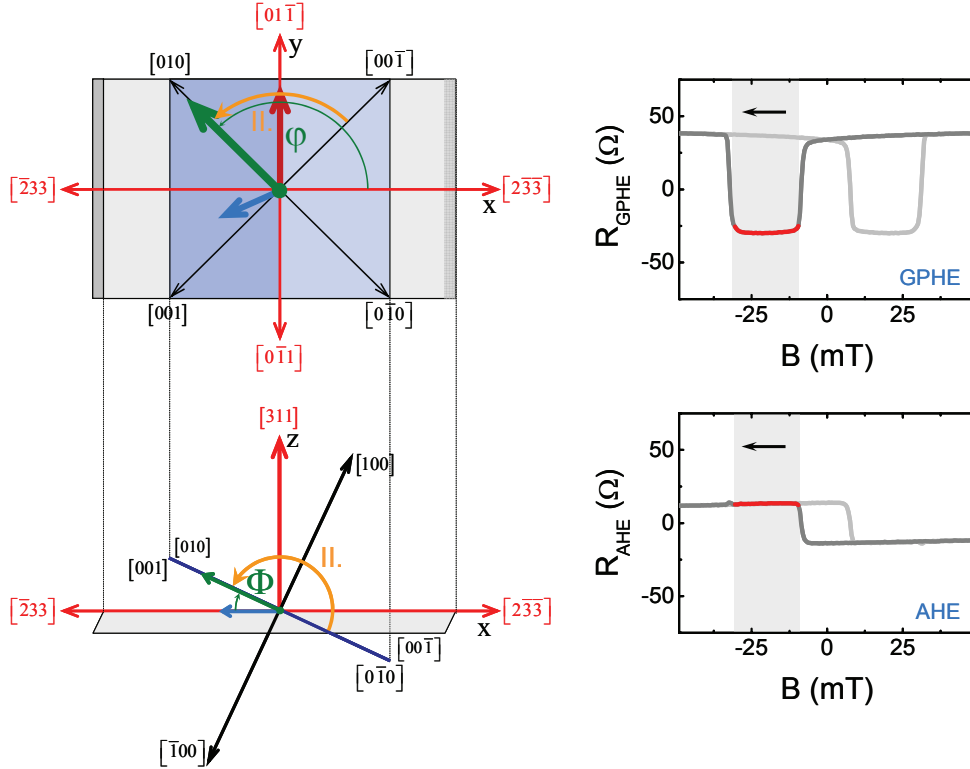 [011̅]
y
[010]
[001̅]
II.
φ
[2̅33]
[23̅3̅]
x
[001]
[01̅0]
[01̅1]
[311]
z
[100]
[010]
[001]
II.
Φ
[2̅33]
[23̅3̅]
x
[001̅]
[01̅0]
[1̅00]
50
0
-50
R_GPHE (Ω)
GPHE
-25
0
25
B (mT)
50
0
-50
R_AHE (Ω)
AHE
-25
0
25
B (mT)